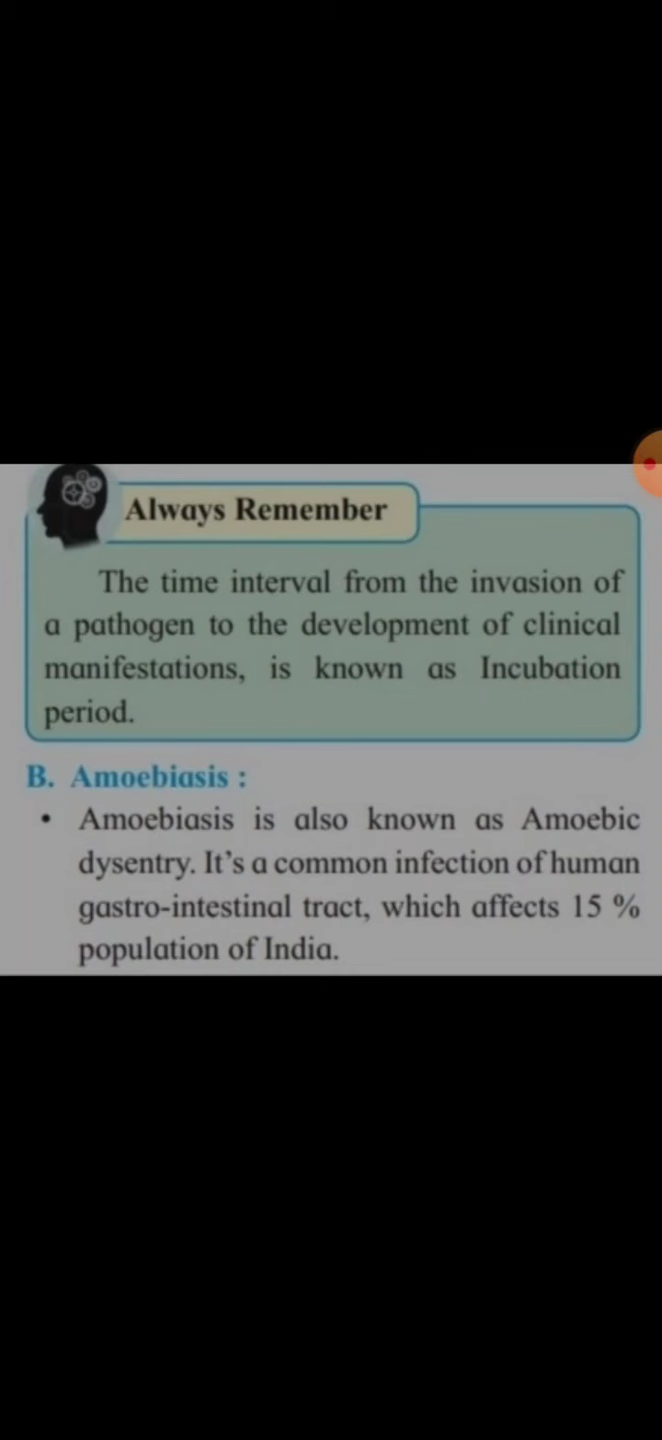 Always Remember
The time interval from the invasion of
a pathogen to the development of clinical
manifestations, is known as Incubation
period.
B. Amoebiasis :
• Amoebiasis is also known as Amoebic
dysentry. It's a common infection of human
gastro-intestinal tract, which affects 15 %
population of India.